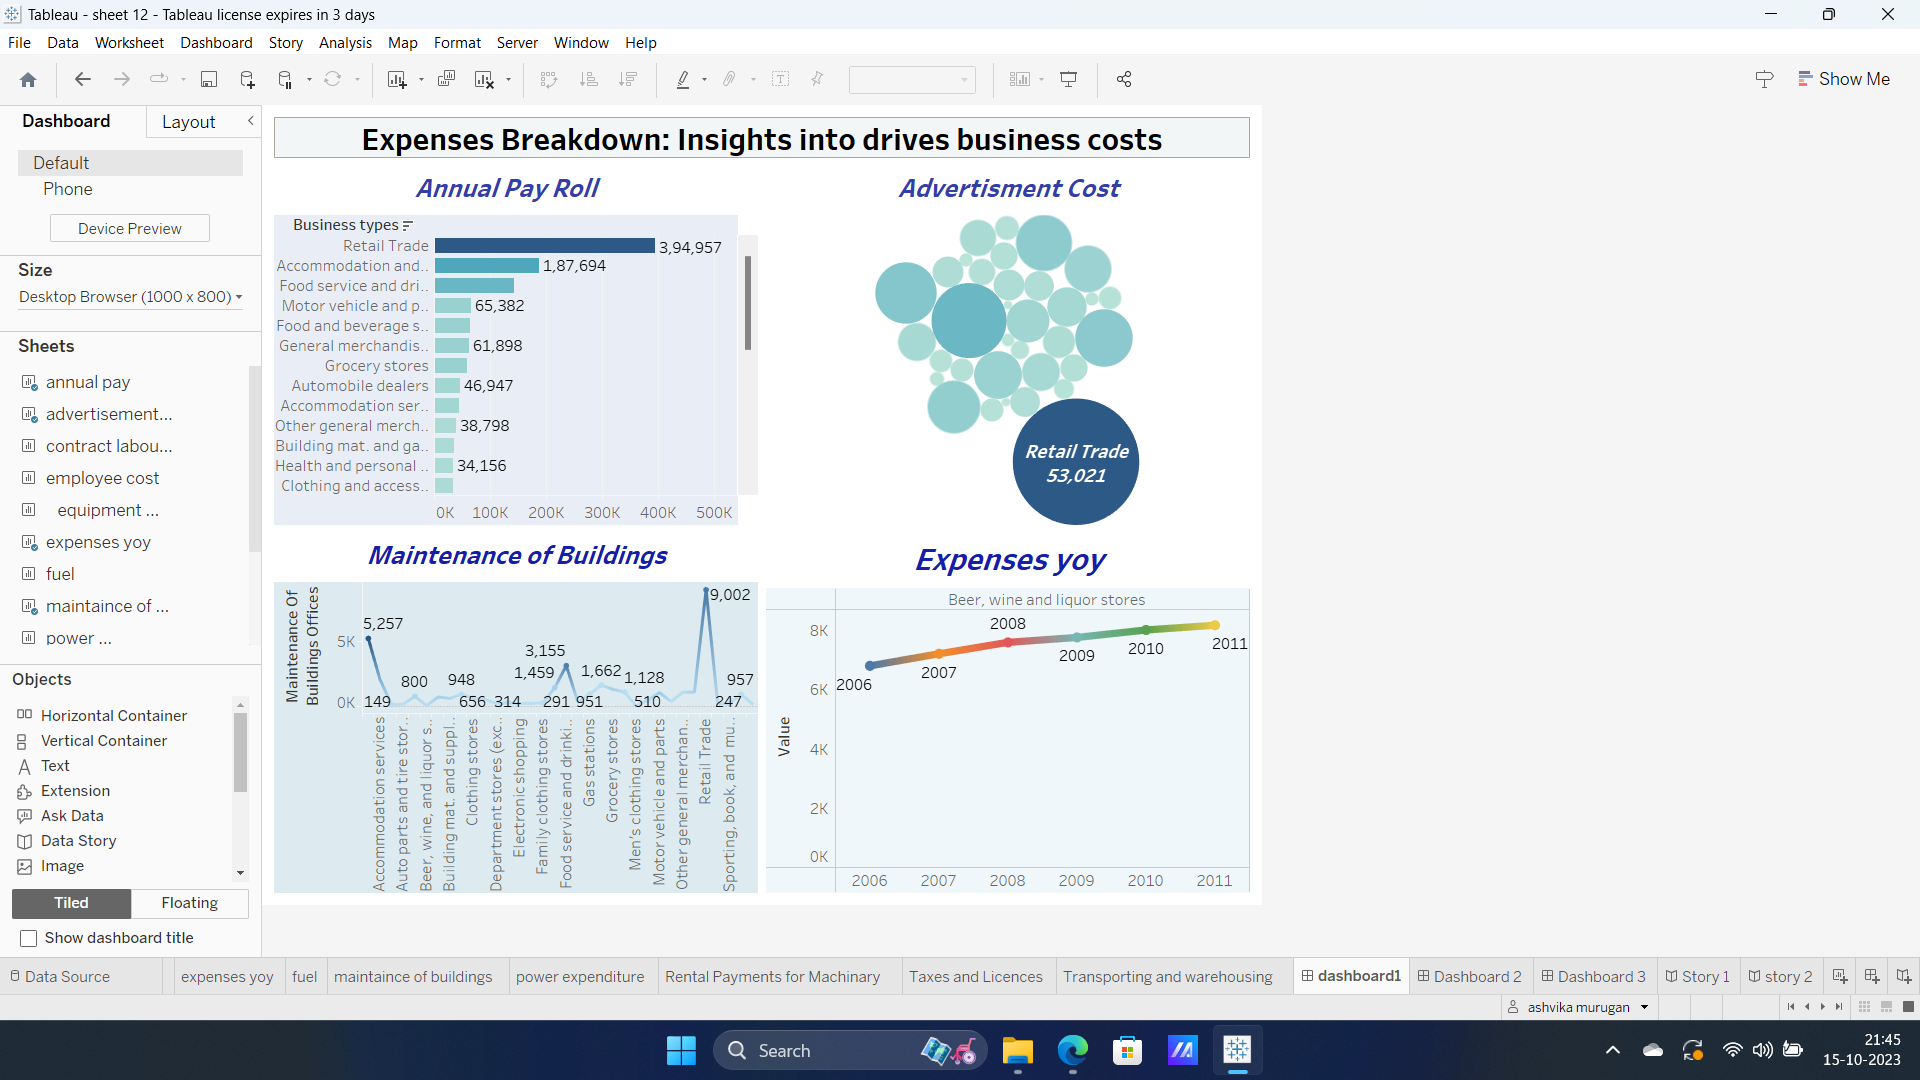 Tableau - sheet 12 - Tableau license expires in 3 days
File Data Worksheet Dashboard Story Analysis Map Format Server Window Help
Show Me
Dashboard Layout
Default
Phone
Device Preview
Size
Desktop Browser (1000 x 800)
Sheets
annual pay
advertisement...
contract labou...
employee cost
equipment ...
expenses yoy
fuel
maintaince of ...
power ...
Objects
Horizontal Container
Vertical Container
Text
Extension
Ask Data
Data Story
Image
Tiled Floating
Show dashboard title
Expenses Breakdown: Insights into drives business costs
Annual Pay Roll
Business types
Retail Trade 3,94,957
Accommodation and.. 1,87,694
Food service and dri..
Motor vehicle and p.. 65,382
Food and beverage s..
General merchandis.. 61,898
Grocery stores
Automobile dealers 46,947
Accommodation ser..
Other general merch.. 38,798
Building mat. and ga..
Health and personal .. 34,156
Clothing and access..
0K 100K 200K 300K 400K 500K
Advertisment Cost
Retail Trade
53,021
Maintenance of Buildings
Maintenance Of
Buildings Offices
5K
0K
5,257
149
800
948
656
314
1,459
3,155
291
951
1,662
1,128
510
9,002
247
957
Accommodation services
Auto parts and tire stor..
Beer, wine, and liquor s..
Building mat. and suppl..
Clothing stores
Department stores (exc..
Electronic shopping
Family clothing stores
Food service and drinki..
Gas stations
Grocery stores
Men's clothing stores
Motor vehicle and parts
Other general merchan..
Retail Trade
Sporting, book, and mu..
Expenses yoy
Beer, wine and liquor stores
Value
8K
6K
4K
2K
0K
2006
2007
2008
2009
2010
2011
2006 2007 2008 2009 2010 2011
Data Source expenses yoy fuel maintaince of buildings power expenditure Rental Payments for Machinary Taxes and Licences Transporting and warehousing dashboard1 Dashboard 2 Dashboard 3 Story 1 story 2
ashvika murugan
Search
21:45
15-10-2023